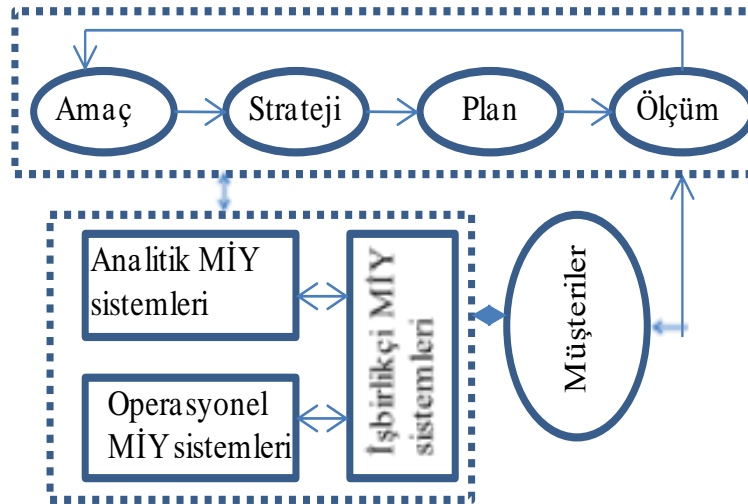 Amaç
Strateji
Plan
Ölçüm
Analitik MİY
sistemleri
Operasyonel
MİY sistemleri
İşbirlikçi MİY
sistemleri
Müşteriler